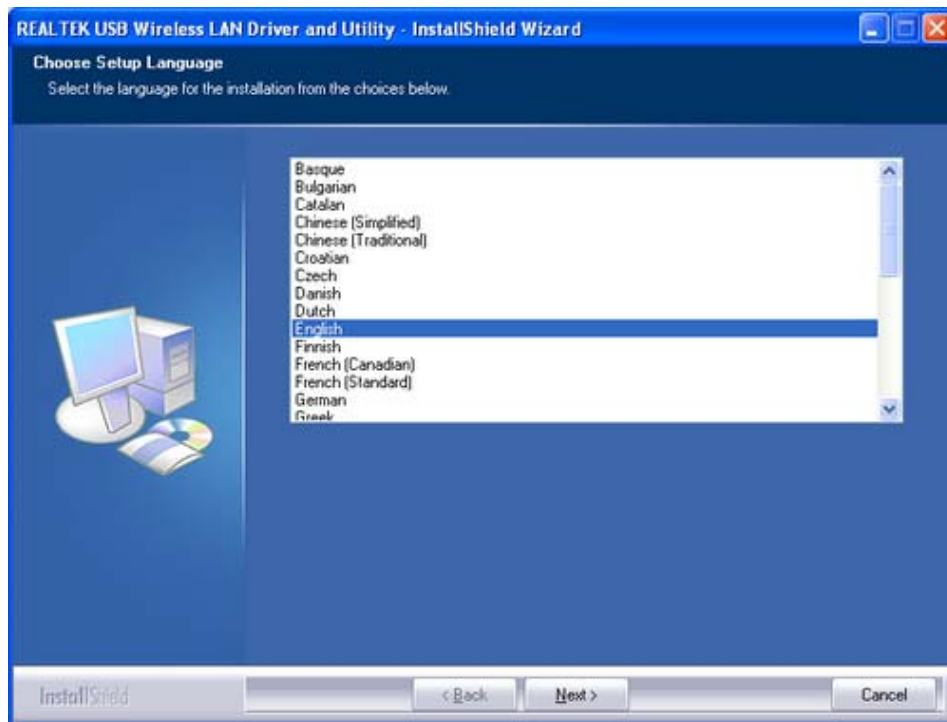 REALTEK USB Wireless LAN Driver and Utility - InstallShield Wizard
Choose Setup Language
Select the language for the installation from the choices below.
Basque
Bulgarian
Catalan
Chinese (Simplified)
Chinese (Traditional)
Croatian
Czech
Danish
Dutch
English
Finnish
French (Canadian)
French (Standard)
German
Greek
InstallShield
< Back
Next >
Cancel